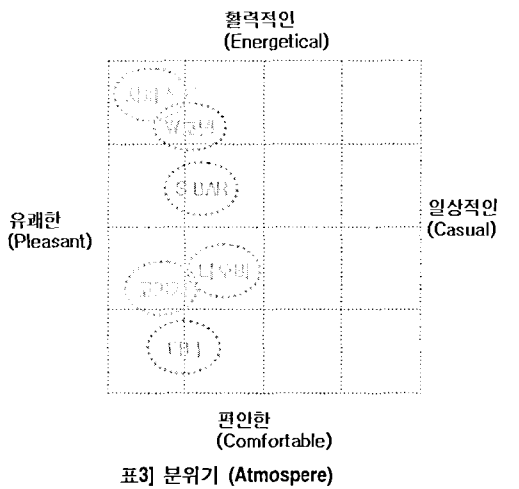 활력적인
(Energetical)
S BAR
유쾌한
(Pleasant)
일상적인
(Casual)
편안한
(Comfortable)
표3] 분위기 (Atmospere)